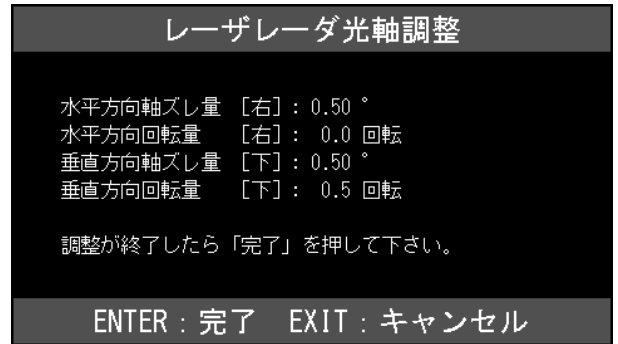 レーザレーダ光軸調整
水平方向軸ズレ量 [右] : 0.50 °
水平方向回転量 [右] : 0.0 回転
垂直方向軸ズレ量 [下] : 0.50 °
垂直方向回転量 [下] : 0.5 回転
調整が終了したら「完了」を押して下さい。
ENTER : 完了 EXIT : キャンセル